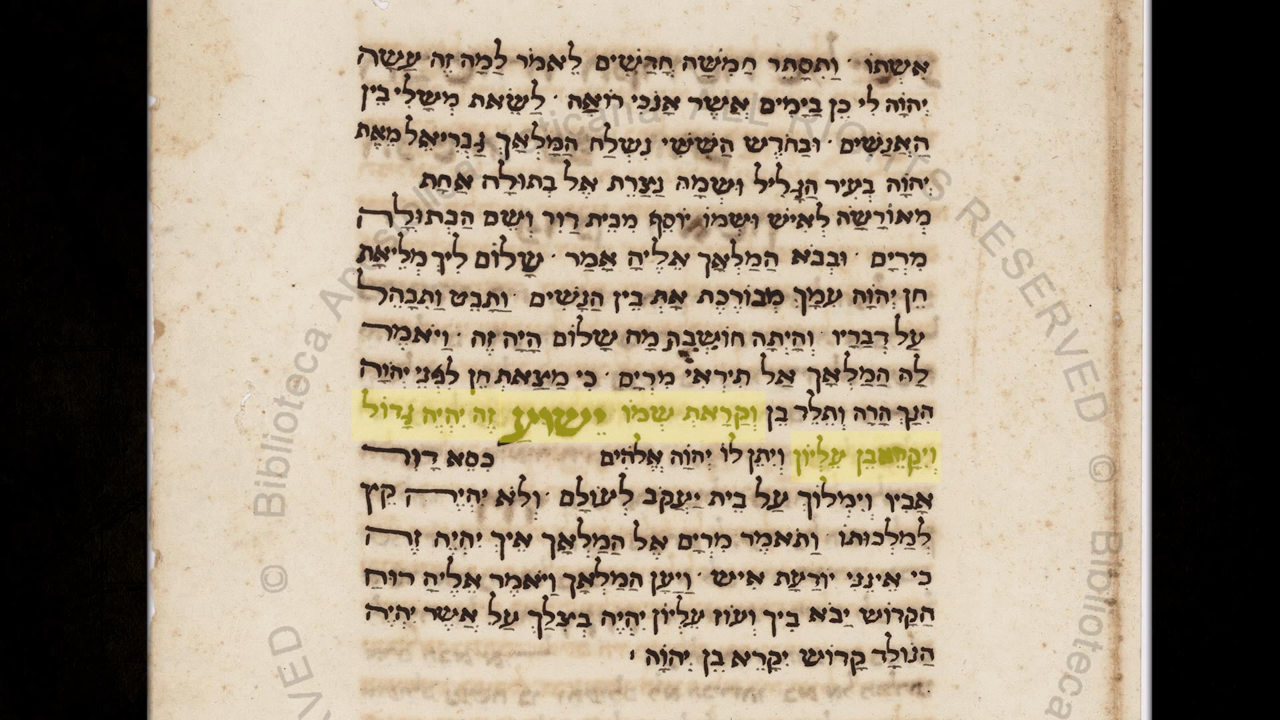 אשתו · ותסתר חמישה חדשים לאמר למה זה עשה
יהוה לי כן בימים אשר אנכי רואה · לשאת משלי בין
האנשים · ובחדש הששי נשלח המלאך גבריאל מאת
יהוה בעיר הגליל ושמה נצרת אל בתולה אחת
מאורשה לאיש ושמו יוסף מבית דוד ושם הבתולה
מרים · ובבא המלאך אליה אמר · שלום ליך מליאת
חן יהוה עמך מבורכת את בין הנשים · ותבט ותבהל
על דבריו · והיתה חושבת מה שלום היה זה · ויאמר
לה המלאך אל תיראי מרים · כי מצאת חן לפני יהוה
הנך הרה ותלד בן וקראת שמו ישוע זה יהיה גדול
בן עליון ויתן לו יהוה אלהים כסא דוד
אביו וימלוך על בית יעקב לעולם · ולא יהיה קץ
למלכותו · ותאמר מרים אל המלאך איך יהיה זה
כי אינני יודעת איש · ויען המלאך ויאמר אליה רוח
הקדוש יבא ביך ועוז עליון יהיה בצלך על אשר יהיה
הנולד קדוש יקרא בן יהוה ·
© Biblioteca Apostolica Vaticana ALL RIGHTS RESERVED © Biblioteca